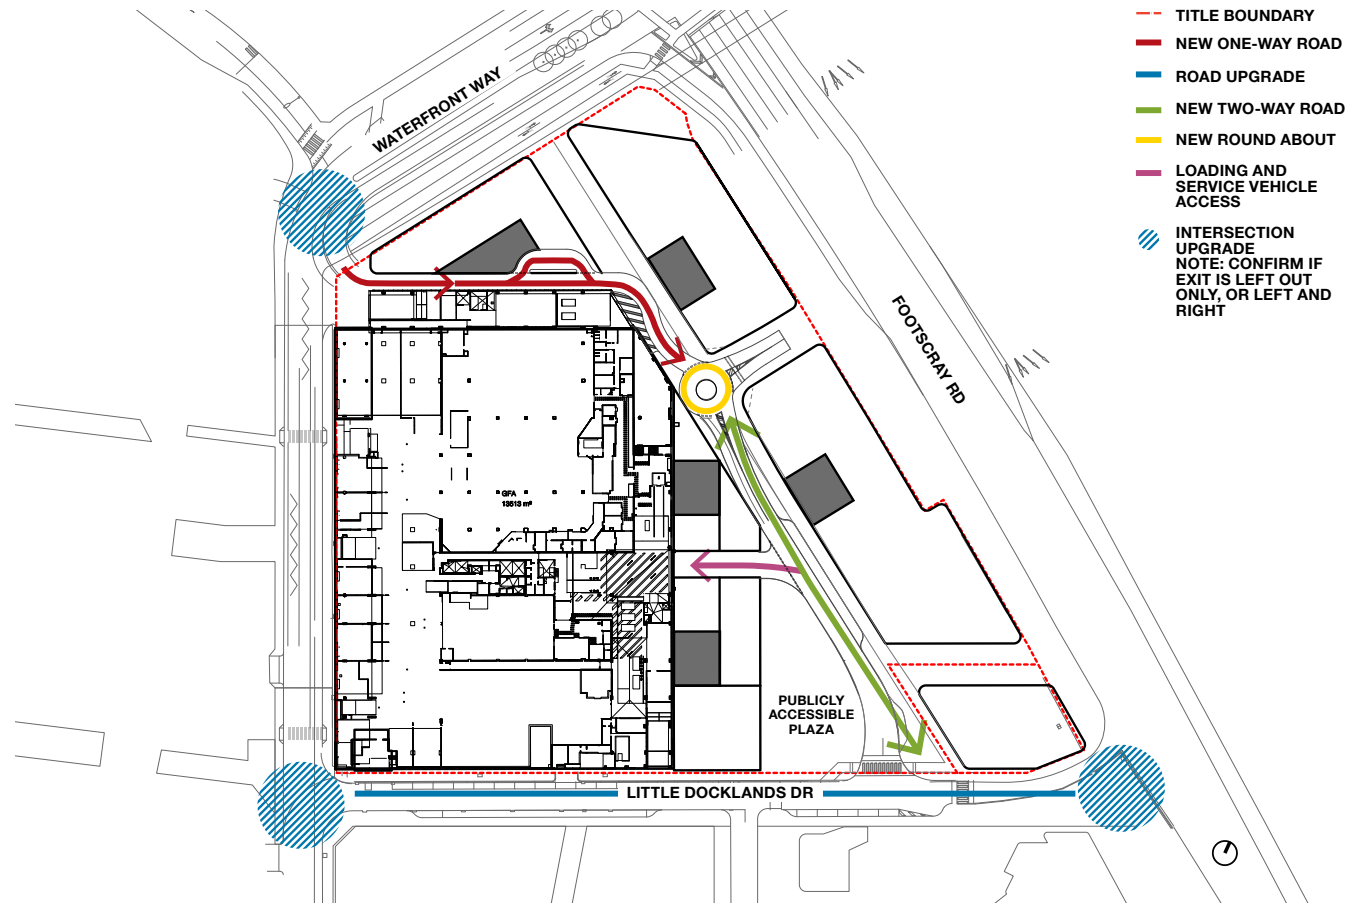 TITLE BOUNDARY
NEW ONE-WAY ROAD
ROAD UPGRADE
NEW TWO-WAY ROAD
NEW ROUND ABOUT
LOADING AND
SERVICE VEHICLE
ACCESS
INTERSECTION
UPGRADE
NOTE: CONFIRM IF
EXIT IS LEFT OUT
ONLY, OR LEFT AND
RIGHT
WATERFRONT WAY
FOOTSCRAY RD
GFA
13513 m²
PUBLICLY
ACCESSIBLE
PLAZA
LITTLE DOCKLANDS DR